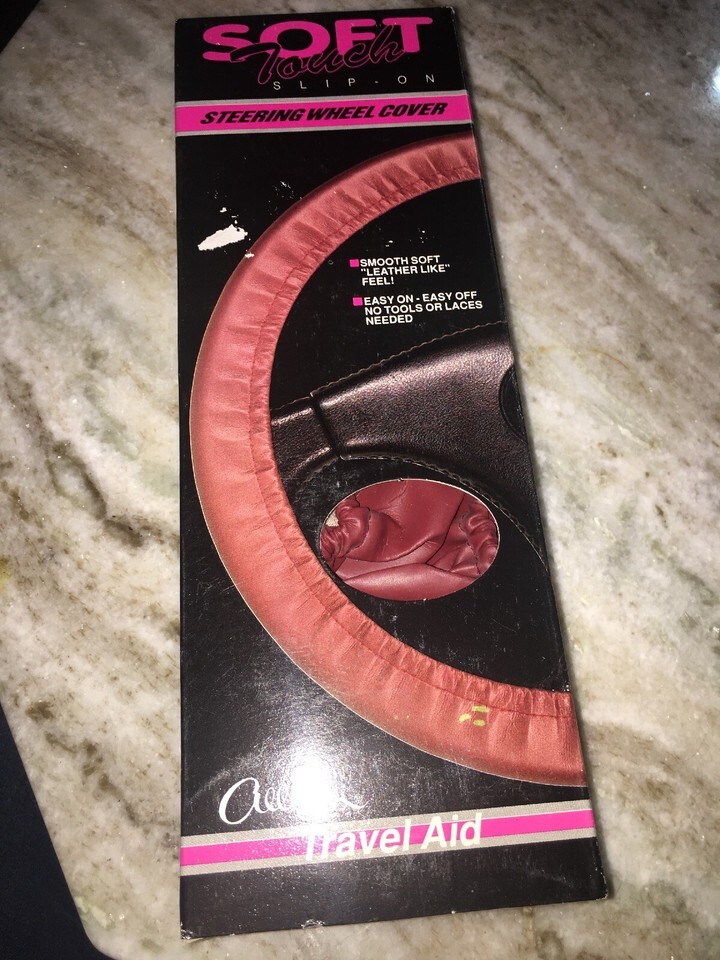 SOFT
Touch
SLIP-ON
STEERING WHEEL COVER
SMOOTH SOFT
"LEATHER LIKE"
FEEL!
EASY ON - EASY OFF
NO TOOLS OR LACES
NEEDED
Travel Aid